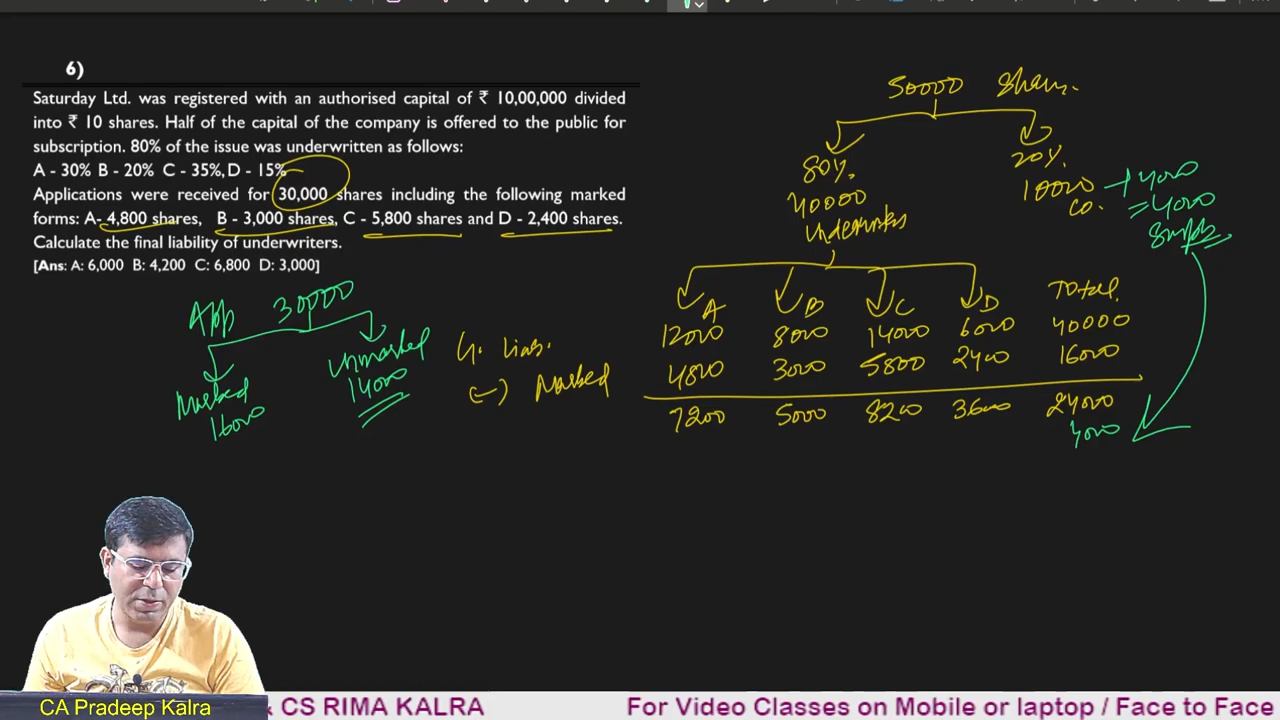 6)
Saturday Ltd. was registered with an authorised capital of ₹ 10,00,000 divided
into ₹ 10 shares. Half of the capital of the company is offered to the public for
subscription. 80% of the issue was underwritten as follows:
A - 30% B - 20% C - 35%, D - 15%
Applications were received for 30,000 shares including the following marked
forms: A- 4,800 shares, B - 3,000 shares, C - 5,800 shares and D - 2,400 shares.
Calculate the final liability of underwriters.
[Ans: A: 6,000 B: 4,200 C: 6,800 D: 3,000]
50000 Shares.
80%. 20%.
40000 10000
Underwriters Co.
14000
= 4000
Surplus
A B C D Total
12000 8000 14000 6000 40000
4800 3000 5800 2400 16000
7200 5000 8200 3600 24000
4000
G. Liab.
(-) Marked
App 30000
Marked Unmarked
16000 14000
CA Pradeep Kalra
& CS RIMA KALRA
For Video Classes on Mobile or laptop / Face to Face